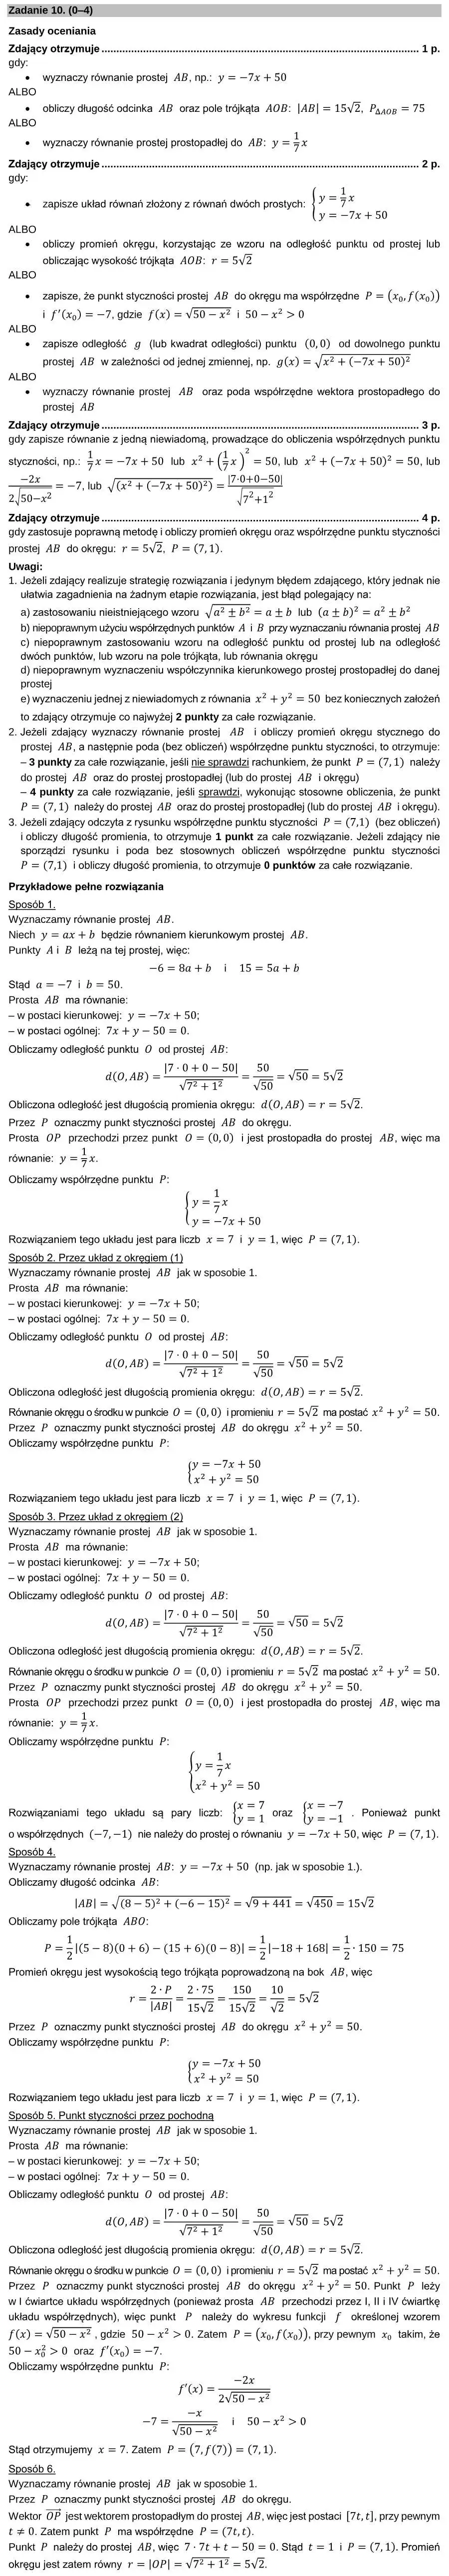 Zadanie 10. (0–4)
Zasady oceniania
Zdający otrzymuje ........................................................................................................ 1 p.
gdy:
• wyznaczy równanie prostej AB, np.: y = −7x + 50
ALBO
• obliczy długość odcinka AB oraz pole trójkąta AOB: |AB| = 15√2, P_ΔAOB = 75
ALBO
• wyznaczy równanie prostej prostopadłej do AB: y = 1/7 x
Zdający otrzymuje ........................................................................................................ 2 p.
gdy:
• zapisze układ równań złożony z równań dwóch prostych: { y = 1/7 x
y = −7x + 50
ALBO
• obliczy promień okręgu, korzystając ze wzoru na odległość punktu od prostej lub
obliczając wysokość trójkąta AOB: r = 5√2
ALBO
• zapisze, że punkt styczności prostej AB do okręgu ma współrzędne P = (x₀, f(x₀))
i f′(x₀) = −7, gdzie f(x) = √(50 − x²) i 50 − x² > 0
ALBO
• zapisze odległość g (lub kwadrat odległości) punktu (0, 0) od dowolnego punktu
prostej AB w zależności od jednej zmiennej, np. g(x) = √(x² + (−7x + 50)²)
ALBO
• wyznaczy równanie prostej AB oraz poda współrzędne wektora prostopadłego do
prostej AB
Zdający otrzymuje ........................................................................................................ 3 p.
gdy zapisze równanie z jedną niewiadomą, prowadzące do obliczenia współrzędnych punktu
styczności, np.: 1/7 x = −7x + 50 lub x² + (1/7 x)² = 50, lub x² + (−7x + 50)² = 50, lub
−2x/(2√(50−x²)) = −7, lub √((x² + (−7x + 50)²)) = |7·0+0−50|/√(7²+1²)
Zdający otrzymuje ........................................................................................................ 4 p.
gdy zastosuje poprawną metodę i obliczy promień okręgu oraz współrzędne punktu styczności
prostej AB do okręgu: r = 5√2, P = (7, 1).
Uwagi:
1. Jeżeli zdający realizuje strategię rozwiązania i jedynym błędem zdającego, który jednak nie
ułatwia zagadnienia na żadnym etapie rozwiązania, jest błąd polegający na:
a) zastosowaniu nieistniejącego wzoru √(a² ± b²) = a ± b lub (a ± b)² = a² ± b²
b) niepoprawnym użyciu współrzędnych punktów A i B przy wyznaczaniu równania prostej AB
c) niepoprawnym zastosowaniu wzoru na odległość punktu od prostej lub na odległość
dwóch punktów, lub wzoru na pole trójkąta, lub równania okręgu
d) niepoprawnym wyznaczeniu współczynnika kierunkowego prostej prostopadłej do danej
prostej
e) wyznaczeniu jednej z niewiadomych z równania x² + y² = 50 bez koniecznych założeń
to zdający otrzymuje co najwyżej 2 punkty za całe rozwiązanie.
2. Jeżeli zdający wyznaczy równanie prostej AB i obliczy promień okręgu stycznego do
prostej AB, a następnie poda (bez obliczeń) współrzędne punktu styczności, to otrzymuje:
– 3 punkty za całe rozwiązanie, jeśli nie sprawdzi rachunkiem, że punkt P = (7, 1) należy
do prostej AB oraz do prostej prostopadłej (lub do prostej AB i okręgu)
– 4 punkty za całe rozwiązanie, jeśli sprawdzi, wykonując stosowne obliczenia, że punkt
P = (7, 1) należy do prostej AB oraz do prostej prostopadłej (lub do prostej AB i okręgu).
3. Jeżeli zdający odczyta z rysunku współrzędne punktu styczności P = (7,1) (bez obliczeń)
i obliczy długość promienia, to otrzymuje 1 punkt za całe rozwiązanie. Jeżeli zdający nie
sporządzi rysunku i poda bez stosownych obliczeń współrzędne punktu styczności
P = (7,1) i obliczy długość promienia, to otrzymuje 0 punktów za całe rozwiązanie.
Przykładowe pełne rozwiązania
Sposób 1.
Wyznaczamy równanie prostej AB.
Niech y = ax + b będzie równaniem kierunkowym prostej AB.
Punkty A i B leżą na tej prostej, więc:
−6 = 8a + b i 15 = 5a + b
Stąd a = −7 i b = 50.
Prosta AB ma równanie:
– w postaci kierunkowej: y = −7x + 50;
– w postaci ogólnej: 7x + y − 50 = 0.
Obliczamy odległość punktu O od prostej AB:
d(O, AB) = |7 · 0 + 0 − 50|/√(7² + 1²) = 50/√50 = √50 = 5√2
Obliczona odległość jest długością promienia okręgu: d(O, AB) = r = 5√2.
Przez P oznaczmy punkt styczności prostej AB do okręgu.
Prosta OP przechodzi przez punkt O = (0, 0) i jest prostopadła do prostej AB, więc ma
równanie: y = 1/7 x.
Obliczamy współrzędne punktu P:
{ y = 1/7 x
y = −7x + 50
Rozwiązaniem tego układu jest para liczb x = 7 i y = 1, więc P = (7, 1).
Sposób 2. Przez układ z okręgiem (1)
Wyznaczamy równanie prostej AB jak w sposobie 1.
Prosta AB ma równanie:
– w postaci kierunkowej: y = −7x + 50;
– w postaci ogólnej: 7x + y − 50 = 0.
Obliczamy odległość punktu O od prostej AB:
d(O, AB) = |7 · 0 + 0 − 50|/√(7² + 1²) = 50/√50 = √50 = 5√2
Obliczona odległość jest długością promienia okręgu: d(O, AB) = r = 5√2.
Równanie okręgu o środku w punkcie O = (0, 0) i promieniu r = 5√2 ma postać x² + y² = 50.
Przez P oznaczmy punkt styczności prostej AB do okręgu x² + y² = 50.
Obliczamy współrzędne punktu P:
{ y = −7x + 50
x² + y² = 50
Rozwiązaniem tego układu jest para liczb x = 7 i y = 1, więc P = (7, 1).
Sposób 3. Przez układ z okręgiem (2)
Wyznaczamy równanie prostej AB jak w sposobie 1.
Prosta AB ma równanie:
– w postaci kierunkowej: y = −7x + 50;
– w postaci ogólnej: 7x + y − 50 = 0.
Obliczamy odległość punktu O od prostej AB:
d(O, AB) = |7 · 0 + 0 − 50|/√(7² + 1²) = 50/√50 = √50 = 5√2
Obliczona odległość jest długością promienia okręgu: d(O, AB) = r = 5√2.
Równanie okręgu o środku w punkcie O = (0, 0) i promieniu r = 5√2 ma postać x² + y² = 50.
Przez P oznaczmy punkt styczności prostej AB do okręgu x² + y² = 50.
Prosta OP przechodzi przez punkt O = (0, 0) i jest prostopadła do prostej AB, więc ma
równanie: y = 1/7 x.
Obliczamy współrzędne punktu P:
{ y = 1/7 x
x² + y² = 50
Rozwiązaniami tego układu są pary liczb: { x = 7 y = 1 oraz { x = −7 y = −1 . Ponieważ punkt
o współrzędnych (−7, −1) nie należy do prostej o równaniu y = −7x + 50, więc P = (7, 1).
Sposób 4.
Wyznaczamy równanie prostej AB: y = −7x + 50 (np. jak w sposobie 1.).
Obliczamy długość odcinka AB:
|AB| = √((8 − 5)² + (−6 − 15)²) = √(9 + 441) = √450 = 15√2
Obliczamy pole trójkąta ABO:
P = 1/2 |(5 − 8)(0 + 6) − (15 + 6)(0 − 8)| = 1/2 |−18 + 168| = 1/2 · 150 = 75
Promień okręgu jest wysokością tego trójkąta poprowadzoną na bok AB, więc
r = 2 · P/|AB| = 2 · 75/15√2 = 150/15√2 = 10/√2 = 5√2
Przez P oznaczmy punkt styczności prostej AB do okręgu x² + y² = 50.
Obliczamy współrzędne punktu P:
{ y = −7x + 50
x² + y² = 50
Rozwiązaniem tego układu jest para liczb x = 7 i y = 1, więc P = (7, 1).
Sposób 5. Punkt styczności przez pochodną
Wyznaczamy równanie prostej AB jak w sposobie 1.
Prosta AB ma równanie:
– w postaci kierunkowej: y = −7x + 50;
– w postaci ogólnej: 7x + y − 50 = 0.
Obliczamy odległość punktu O od prostej AB:
d(O, AB) = |7 · 0 + 0 − 50|/√(7² + 1²) = 50/√50 = √50 = 5√2
Obliczona odległość jest długością promienia okręgu: d(O, AB) = r = 5√2.
Równanie okręgu o środku w punkcie O = (0, 0) i promieniu r = 5√2 ma postać x² + y² = 50.
Przez P oznaczmy punkt styczności prostej AB do okręgu x² + y² = 50. Punkt P leży
w I ćwiartce układu współrzędnych (ponieważ prosta AB przechodzi przez I, II i IV ćwiartkę
układu współrzędnych), więc punkt P należy do wykresu funkcji f określonej wzorem
f(x) = √(50 − x²) , gdzie 50 − x² > 0. Zatem P = (x₀, f(x₀)), przy pewnym x₀ takim, że
50 − x₀² > 0 oraz f′(x₀) = −7.
Obliczamy współrzędne punktu P:
f′(x) = −2x/(2√(50 − x²))
−7 = −x/√(50 − x²) i 50 − x² > 0
Stąd otrzymujemy x = 7. Zatem P = (7, f(7)) = (7, 1).
Sposób 6.
Wyznaczamy równanie prostej AB jak w sposobie 1.
Przez P oznaczmy punkt styczności prostej AB do okręgu.
Wektor OP⃗ jest wektorem prostopadłym do prostej AB, więc jest postaci [7t, t], przy pewnym
t ≠ 0. Zatem punkt P ma współrzędne P = (7t, t).
Punkt P należy do prostej AB, więc 7 · 7t + t − 50 = 0. Stąd t = 1 i P = (7, 1). Promień
okręgu jest zatem równy r = |OP| = √(7² + 1²) = 5√2.